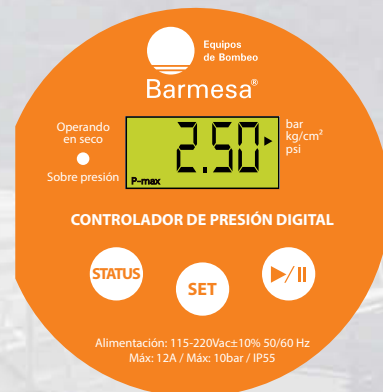 Equipos
de Bombeo
Barmesa®
Operando
en seco
Sobre presión
2.50
P-max
bar
kg/cm²
psi
CONTROLADOR DE PRESIÓN DIGITAL
STATUS
SET
Alimentación: 115-220Vac±10% 50/60 Hz
Máx: 12A / Máx: 10bar / IP55